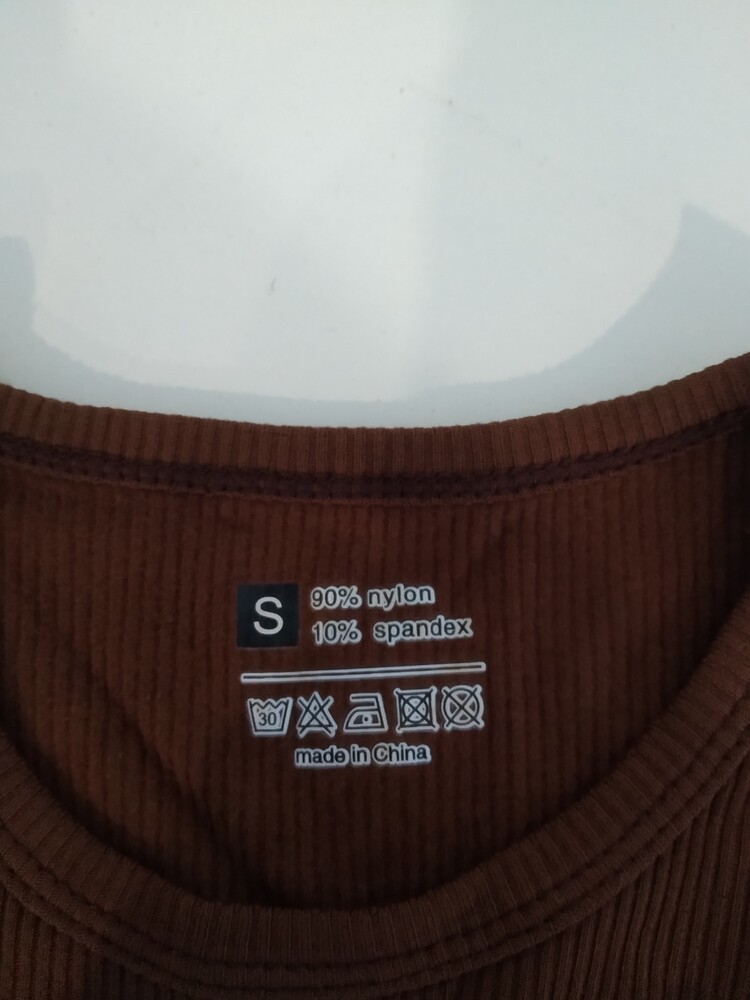 S
90% nylon
10% spandex
30
made in China